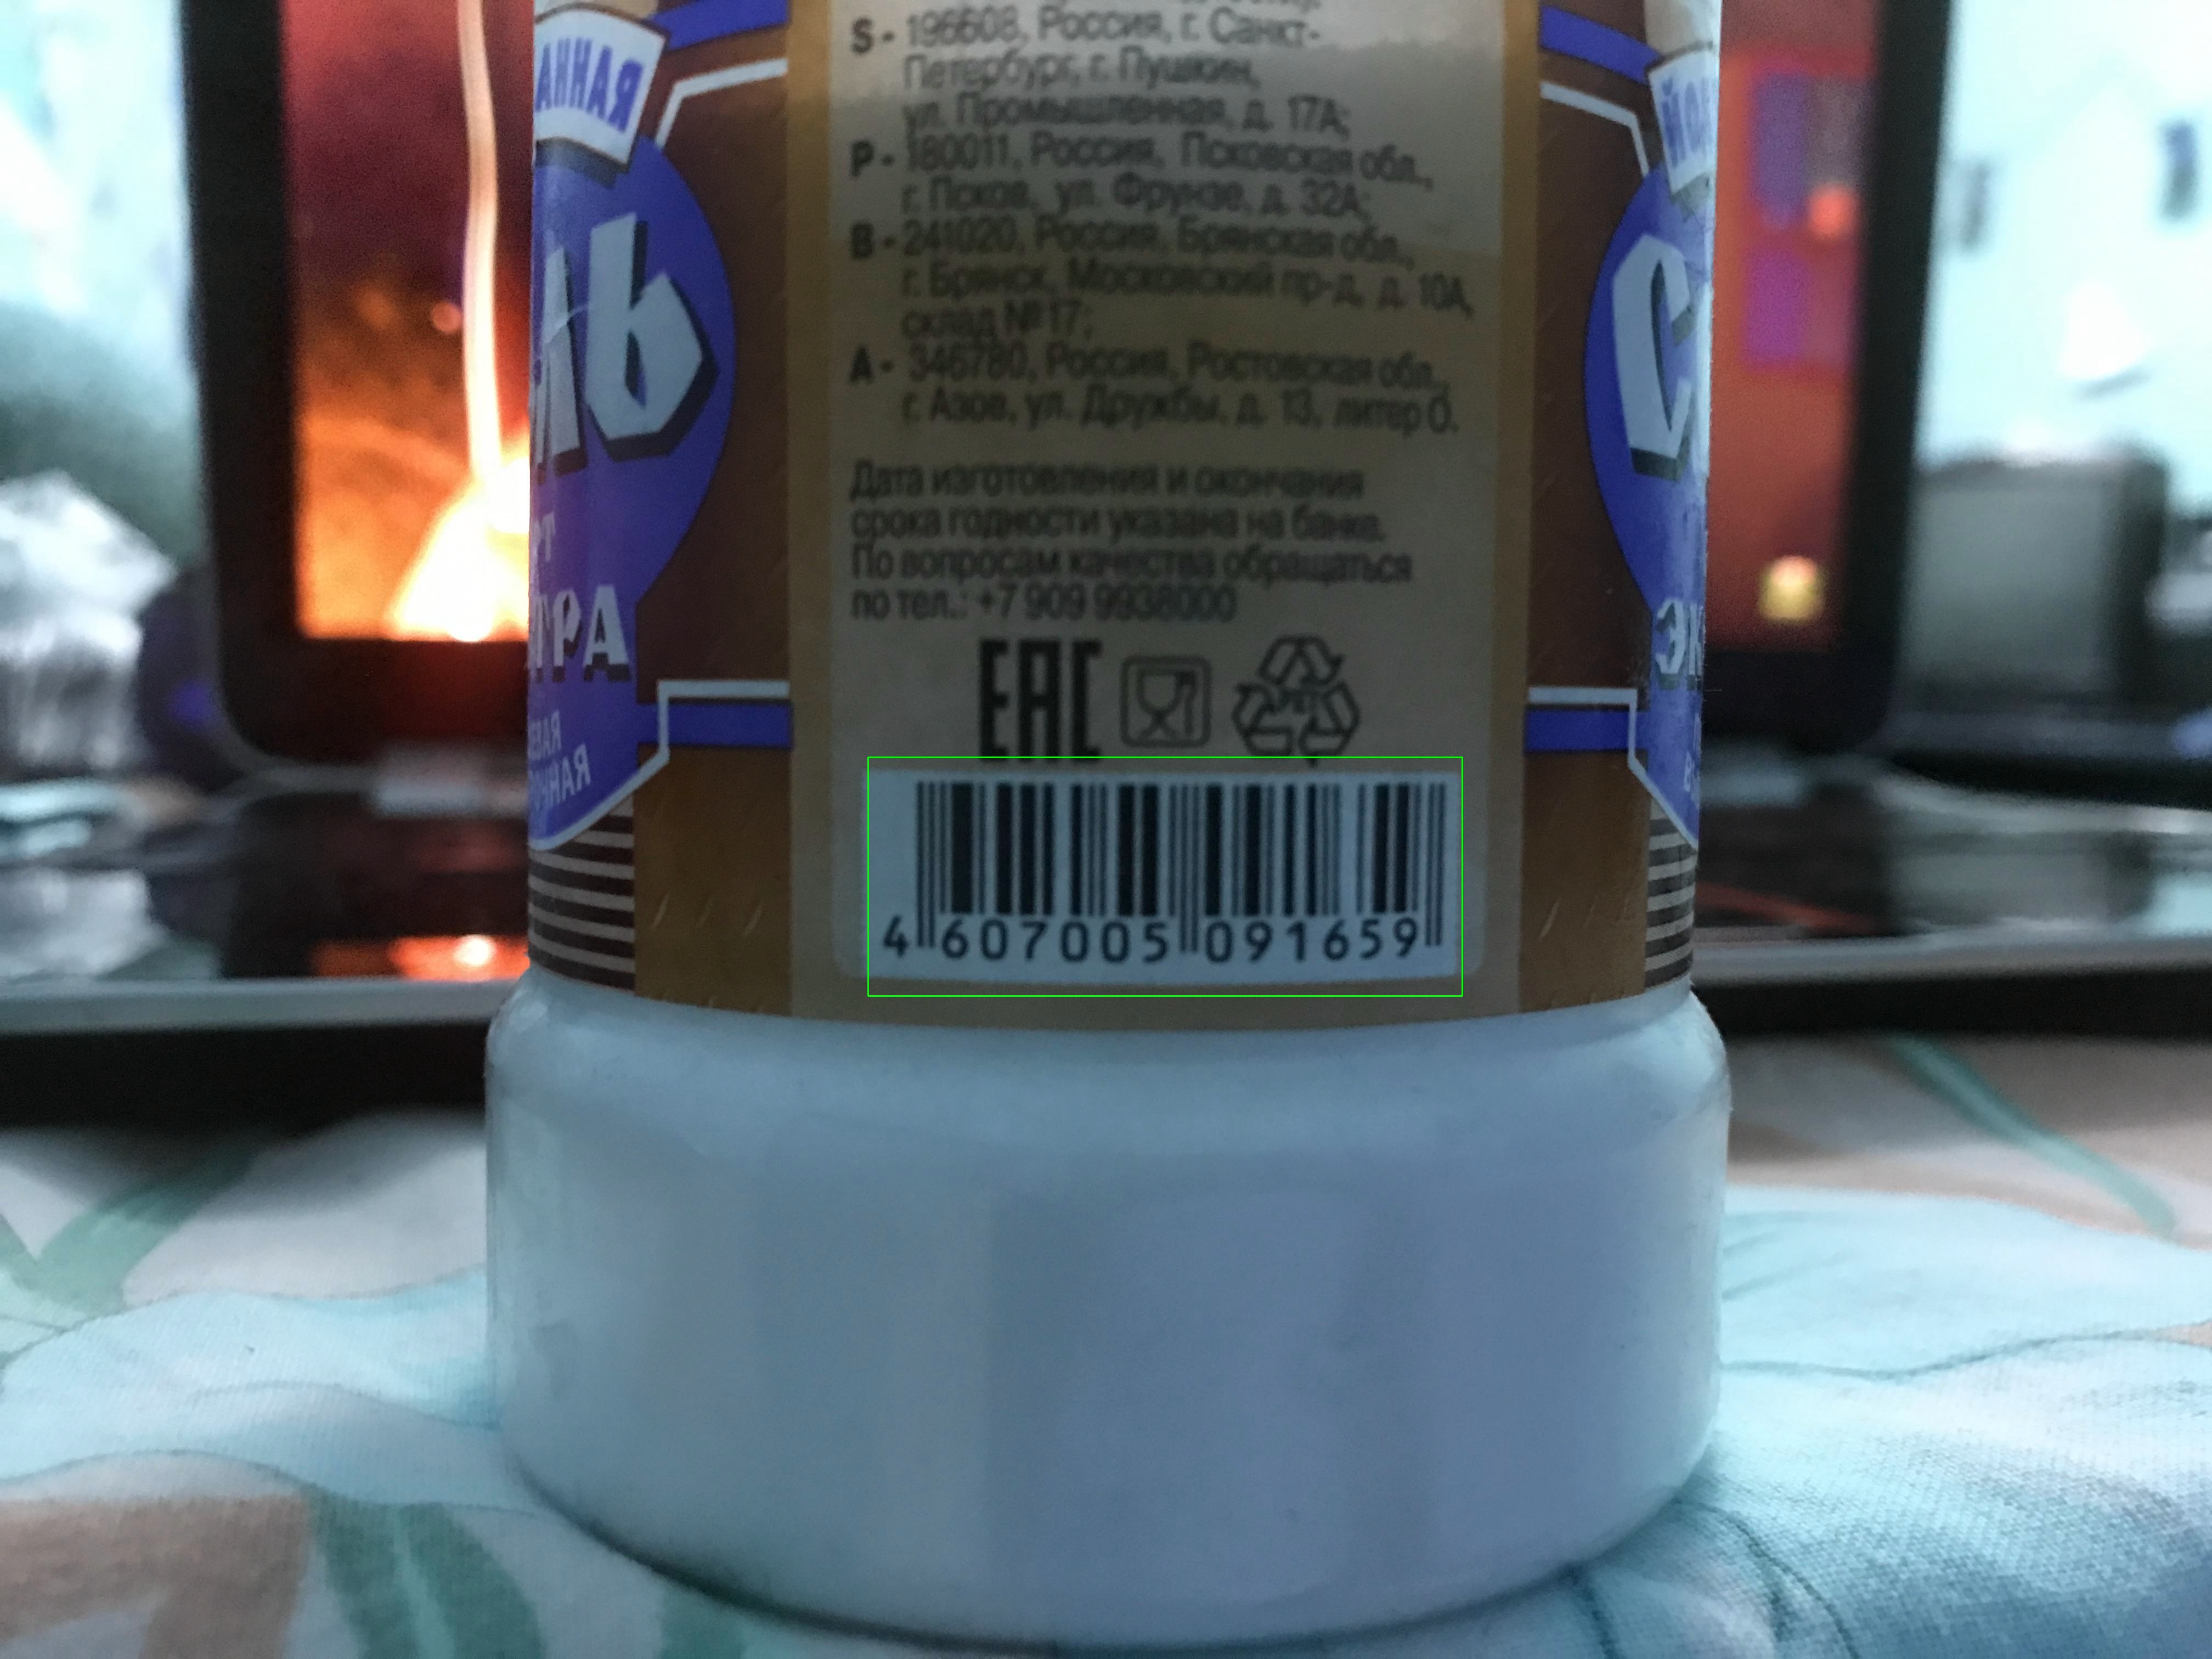 S - 196608, Россия, г. Санкт-
Петербург, г. Пушкин,
ул. Промышленная, д. 17А;
P - 180011, Россия, Псковская обл.,
г. Псков, ул. Фрунзе, д. 32А;
B - 241020, Россия, Брянская обл.,
г. Брянск, Московский пр-д, д. 10А,
склад №17;
A - 346780, Россия, Ростовская обл.,
г. Азов, ул. Дружбы, д. 13, литер О.
Дата изготовления и окончания
срока годности указана на банке.
По вопросам качества обращаться
по тел.: +7 909 9938000
EAC
4 607005 091659